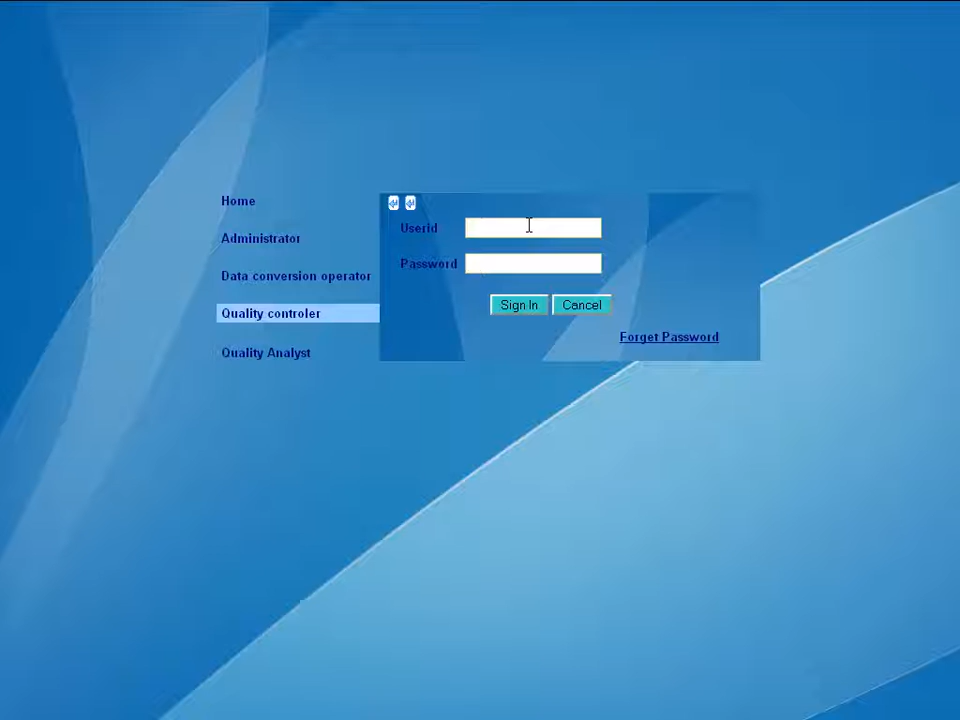 Home
Administrator
Data conversion operator
Quality controler
Quality Analyst
Userid
Password
Sign In
Cancel
Forget Password